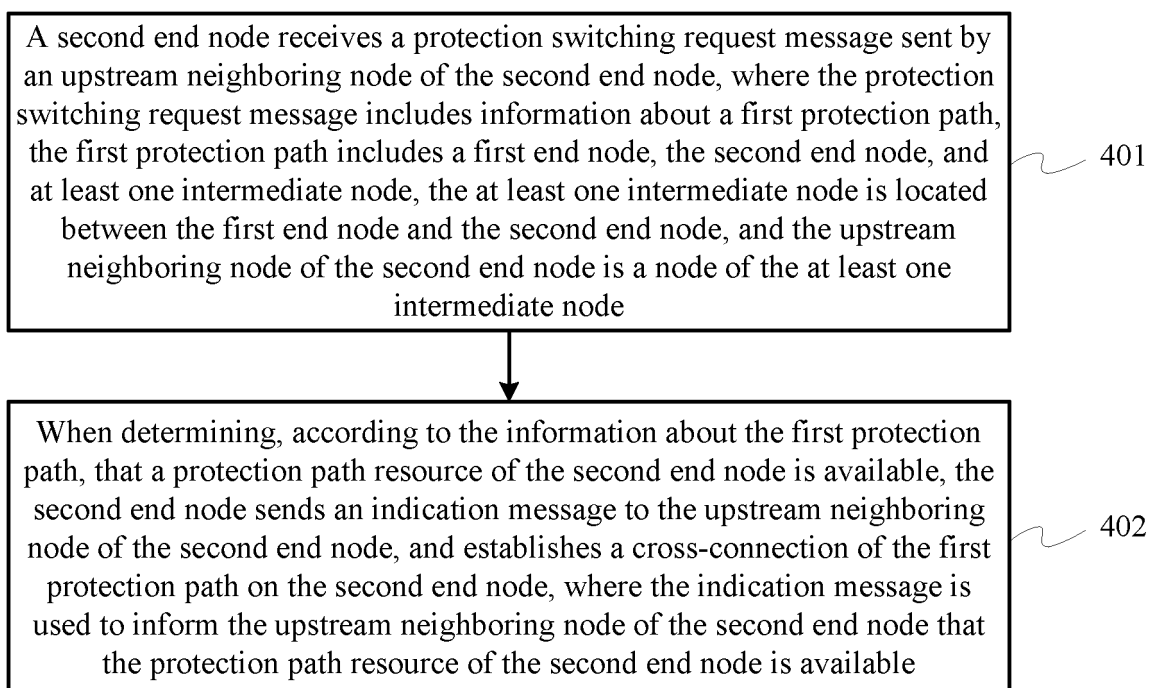 A second end node receives a protection switching request message sent by
an upstream neighboring node of the second end node, where the protection
switching request message includes information about a first protection path,
the first protection path includes a first end node, the second end node, and
at least one intermediate node, the at least one intermediate node is located
between the first end node and the second end node, and the upstream
neighboring node of the second end node is a node of the at least one
intermediate node
401
When determining, according to the information about the first protection
path, that a protection path resource of the second end node is available, the
second end node sends an indication message to the upstream neighboring
node of the second end node, and establishes a cross-connection of the first
protection path on the second end node, where the indication message is
used to inform the upstream neighboring node of the second end node that
the protection path resource of the second end node is available
402